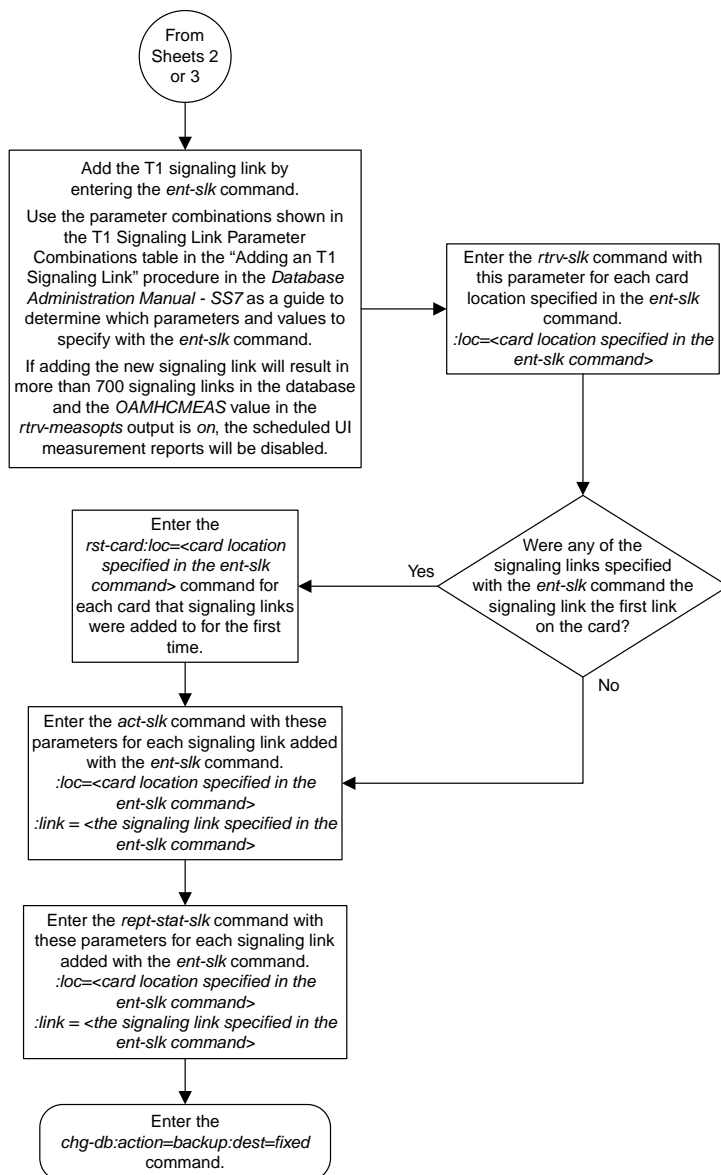 From
Sheets 2
or 3
Add the T1 signaling link by
entering the ent-slk command.
Use the parameter combinations shown in
the T1 Signaling Link Parameter
Combinations table in the “Adding an T1
Signaling Link” procedure in the Database
Administration Manual - SS7 as a guide to
determine which parameters and values to
specify with the ent-slk command.
If adding the new signaling link will result in
more than 700 signaling links in the database
and the OAMHCMEAS value in the
rtrv-measopts output is on, the scheduled UI
measurement reports will be disabled.
Enter the rtrv-slk command with
this parameter for each card
location specified in the ent-slk
command.
:loc=<card location specified in the
ent-slk command>
Were any of the
signaling links specified
with the ent-slk command the
signaling link the first link
on the card?
Yes
No
Enter the
rst-card:loc=<card location
specified in the ent-slk
command> command for
each card that signaling links
were added to for the first
time.
Enter the act-slk command with these
parameters for each signaling link added
with the ent-slk command.
:loc=<card location specified in the
ent-slk command>
:link = <the signaling link specified in the
ent-slk command>
Enter the rept-stat-slk command with
these parameters for each signaling link
added with the ent-slk command.
:loc=<card location specified in the
ent-slk command>
:link = <the signaling link specified in the
ent-slk command>
Enter the
chg-db:action=backup:dest=fixed
command.